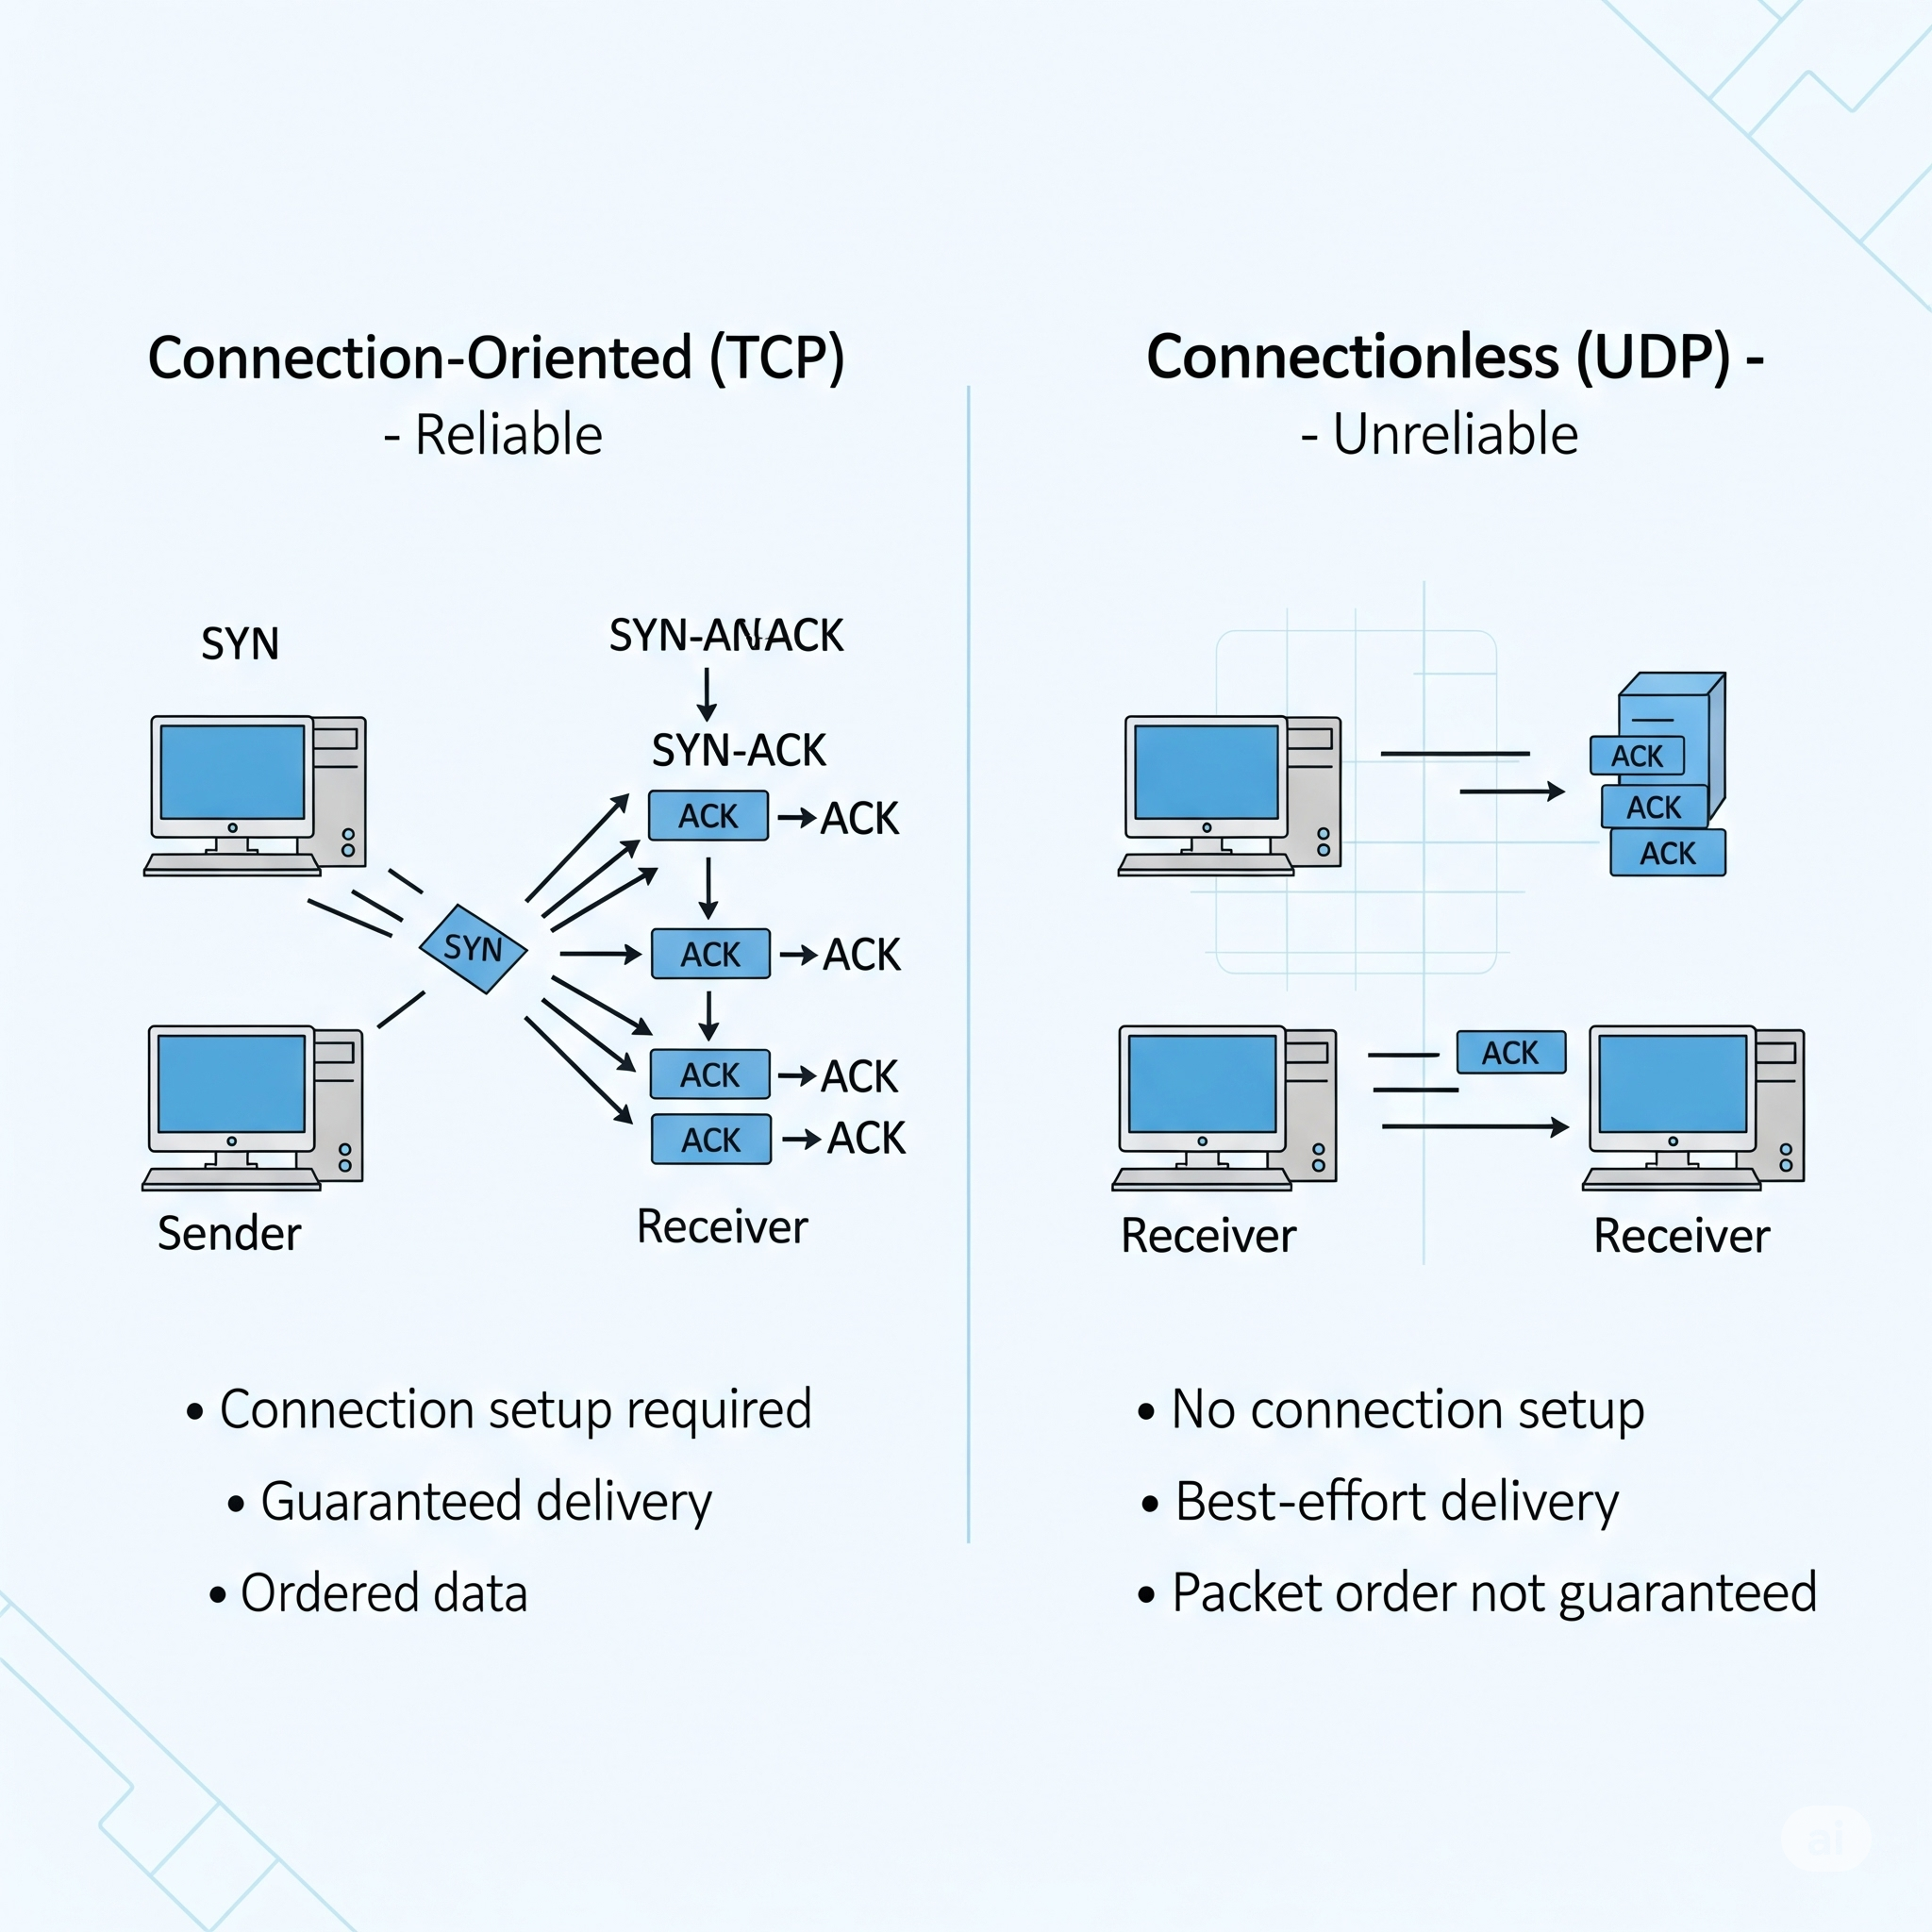 Connection-Oriented (TCP)
- Reliable
SYN
SYN-ACK
ACK → ACK
SYN
ACK → ACK
ACK → ACK
ACK → ACK
Sender
Receiver
• Connection setup required
• Guaranteed delivery
• Ordered data
Connectionless (UDP) -
- Unreliable
ACK
ACK
ACK
ACK
Receiver
Receiver
• No connection setup
• Best-effort delivery
• Packet order not guaranteed
ai